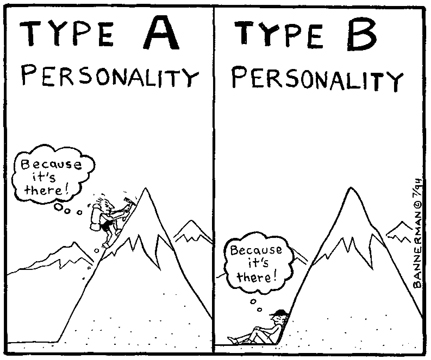 TYPE A
PERSONALITY
Because
it's
there!
TYPE B
PERSONALITY
Because
it's
there!
BANNERMAN © 7/94